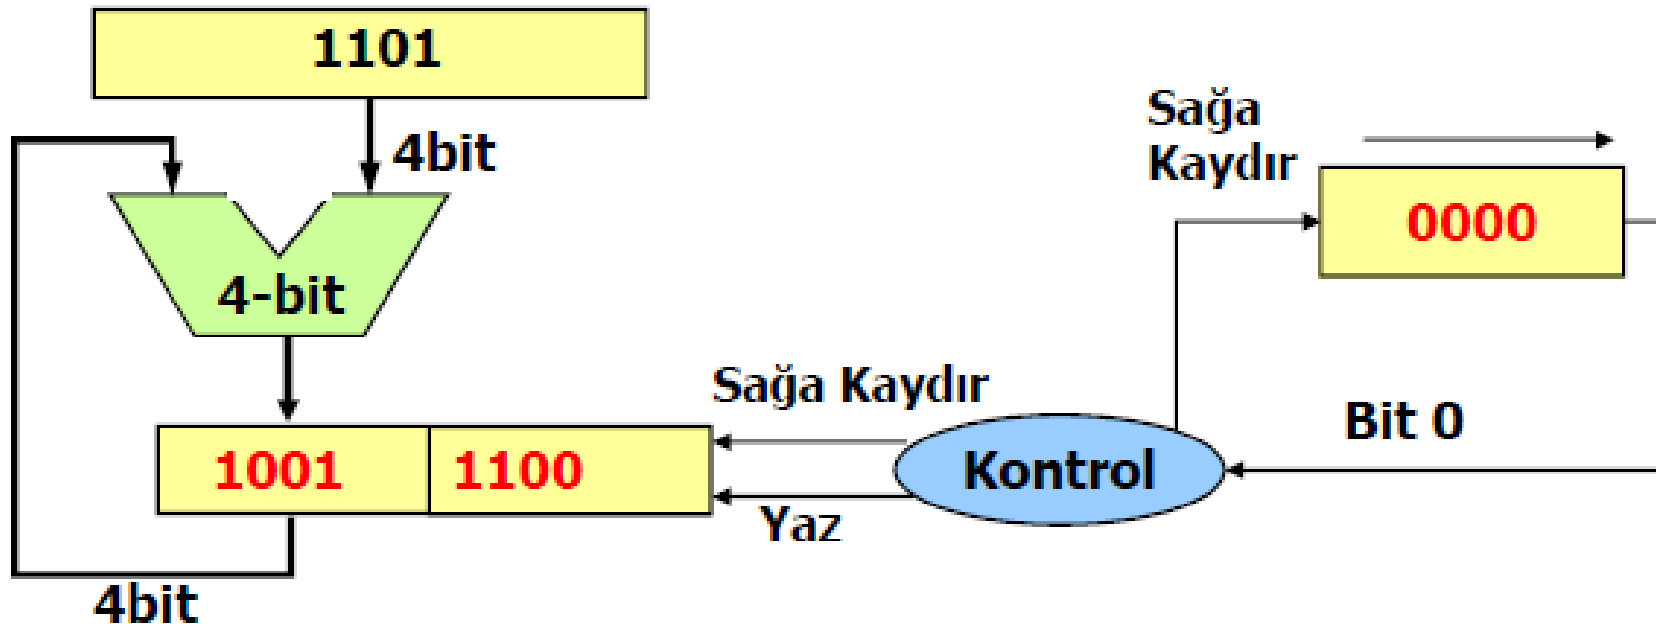 1101
4bit
Sağa
Kaydır
0000
4-bit
Sağa Kaydır
Bit 0
1001 1100
Kontrol
Yaz
4bit